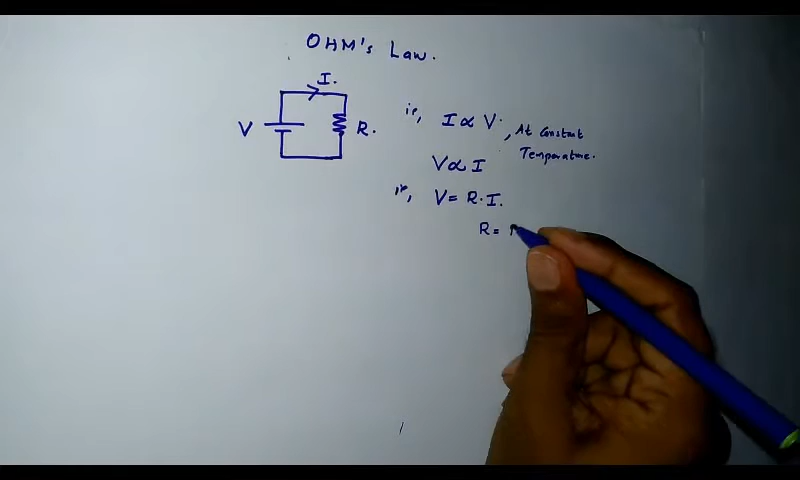 OHM's Law.
I.
V
R.
ie, I ∝ V. , At Constant
Temperature.
V ∝ I
ie, V = R.I.
R =